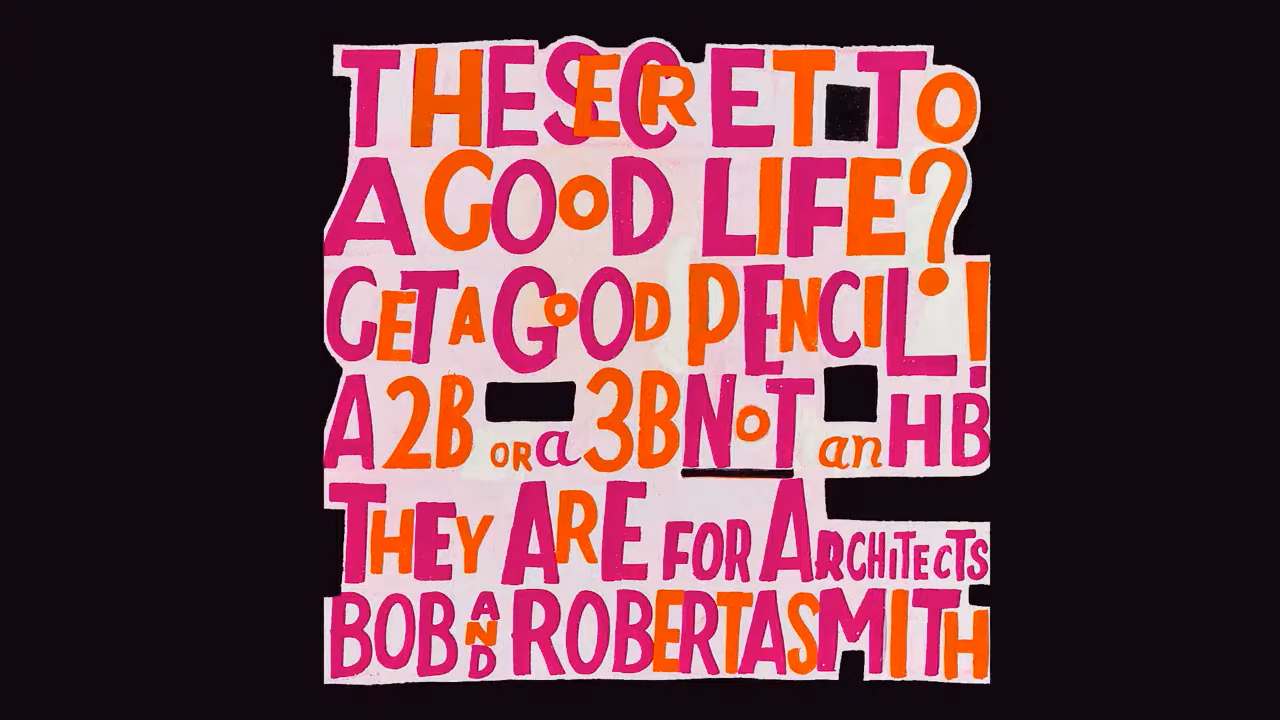 THE SECRET TO
A GOOD LIFE?
GET A GOOD PENCIL!
A 2B OR a 3B NOT an HB
THEY ARE FOR ARCHITECTS
BOB AND ROBERTA SMITH